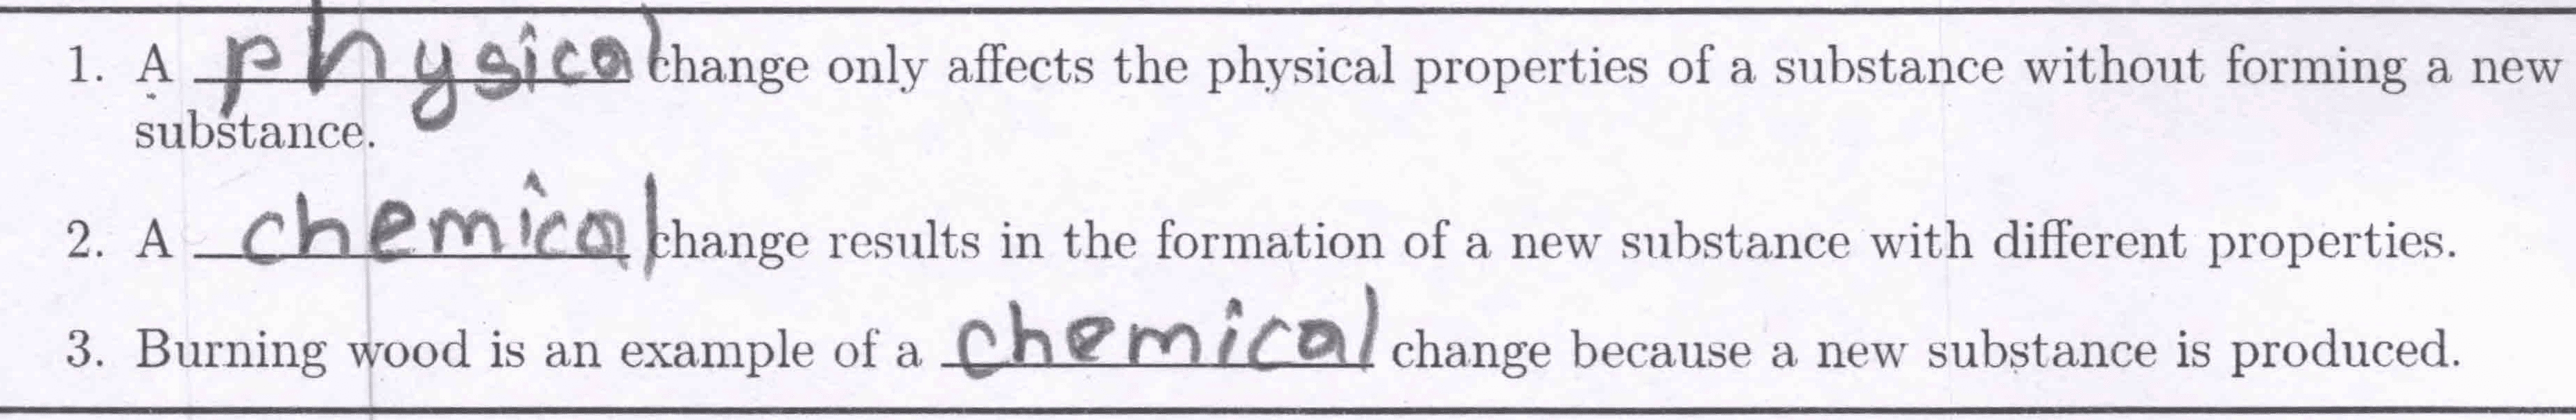 1. A physical change only affects the physical properties of a substance without forming a new
substance.
2. A chemical change results in the formation of a new substance with different properties.
3. Burning wood is an example of a chemical change because a new substance is produced.